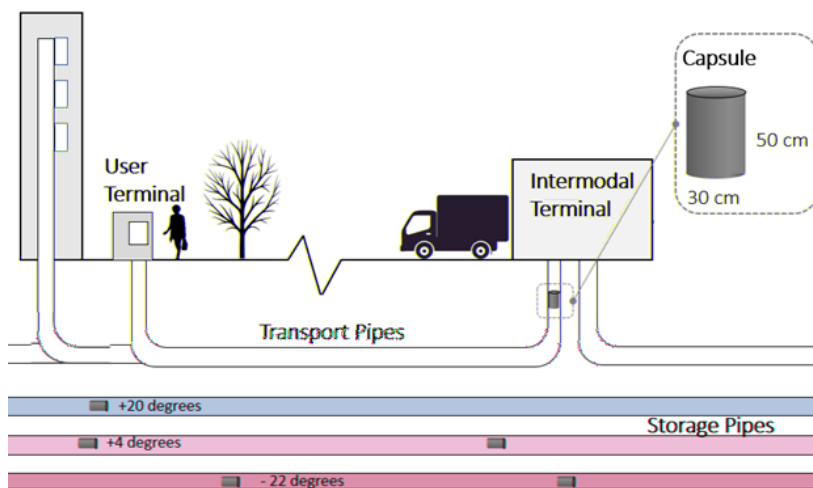 Capsule
50 cm
30 cm
User
Terminal
Intermodal
Terminal
Transport Pipes
+20 degrees
Storage Pipes
+4 degrees
- 22 degrees